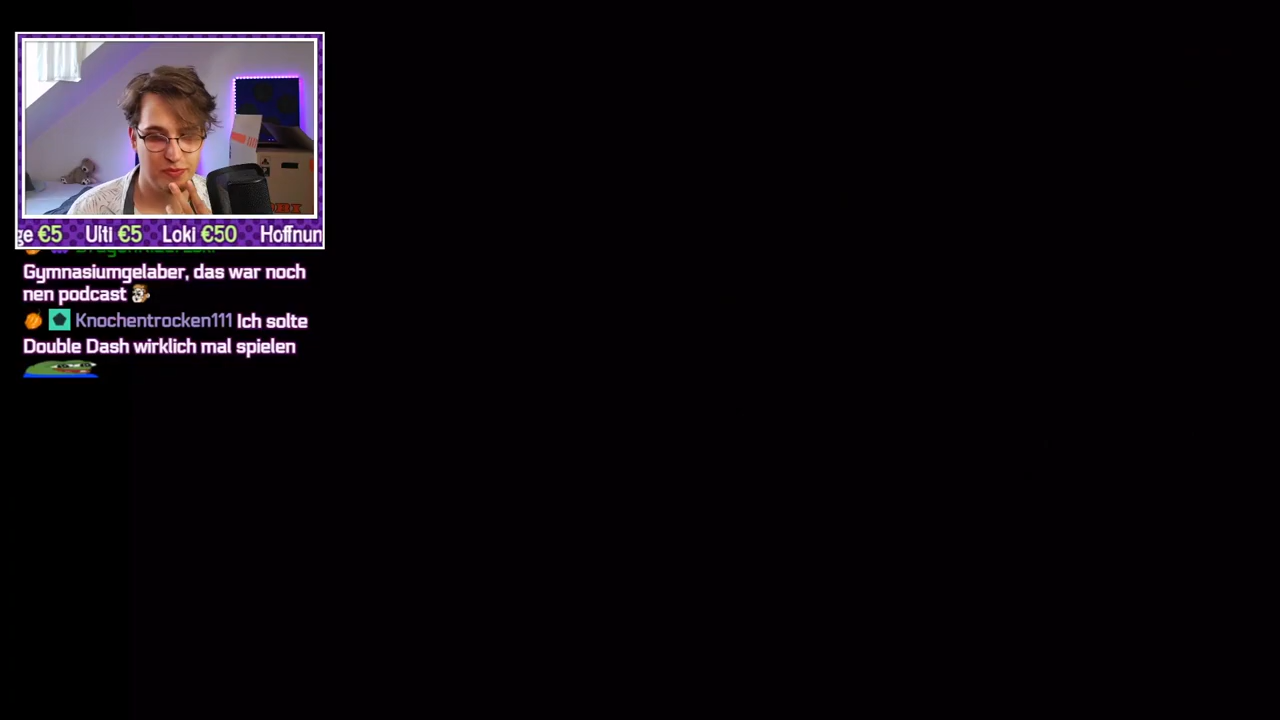 ge €5 Ulti €5 Loki €50 Hoffnun
Gymnasiumgelaber, das war noch
nen podcast
Knochentrocken111 Ich solte
Double Dash wirklich mal spielen